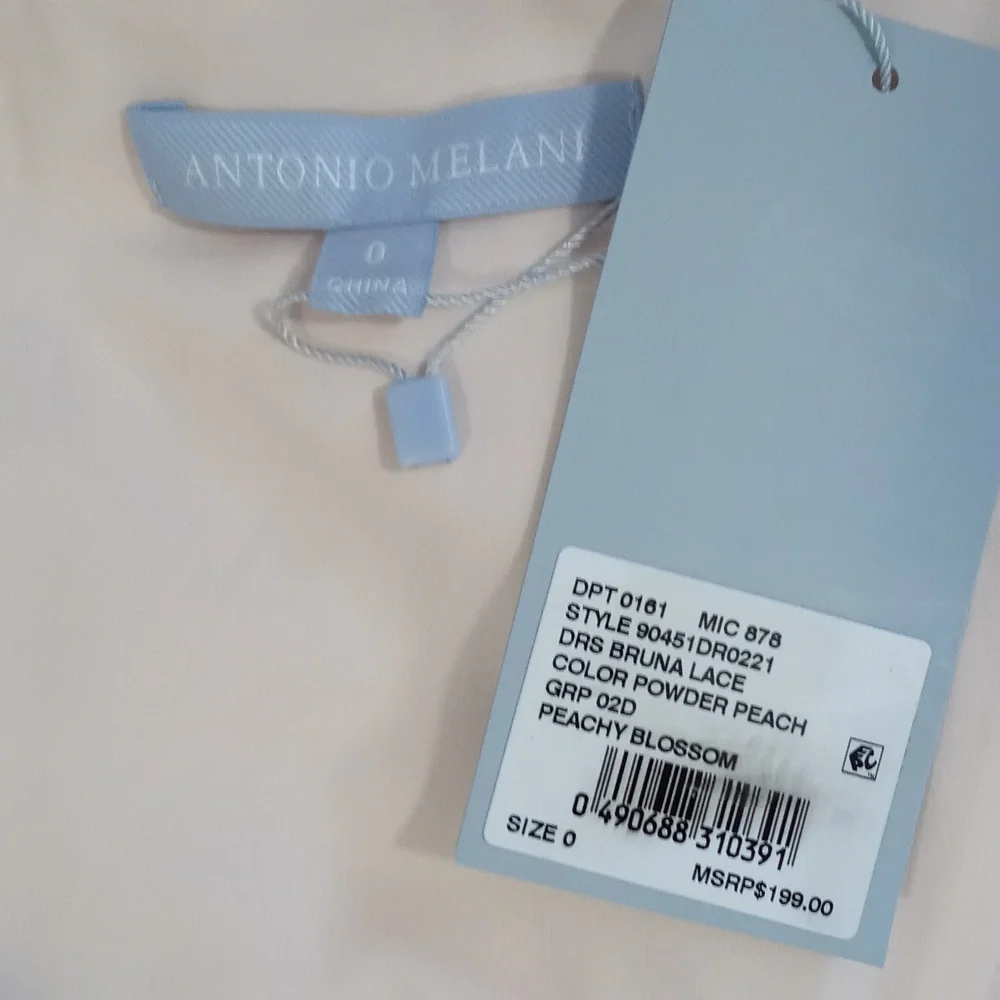 ANTONIO MELANI
0
CHINA
DPT 0161 MIC 878
STYLE 90451DR0221
DRS BRUNA LACE
COLOR POWDER PEACH
GRP 02D
PEACHY BLOSSOM
0 490688 310391
SIZE 0
MSRP$199.00